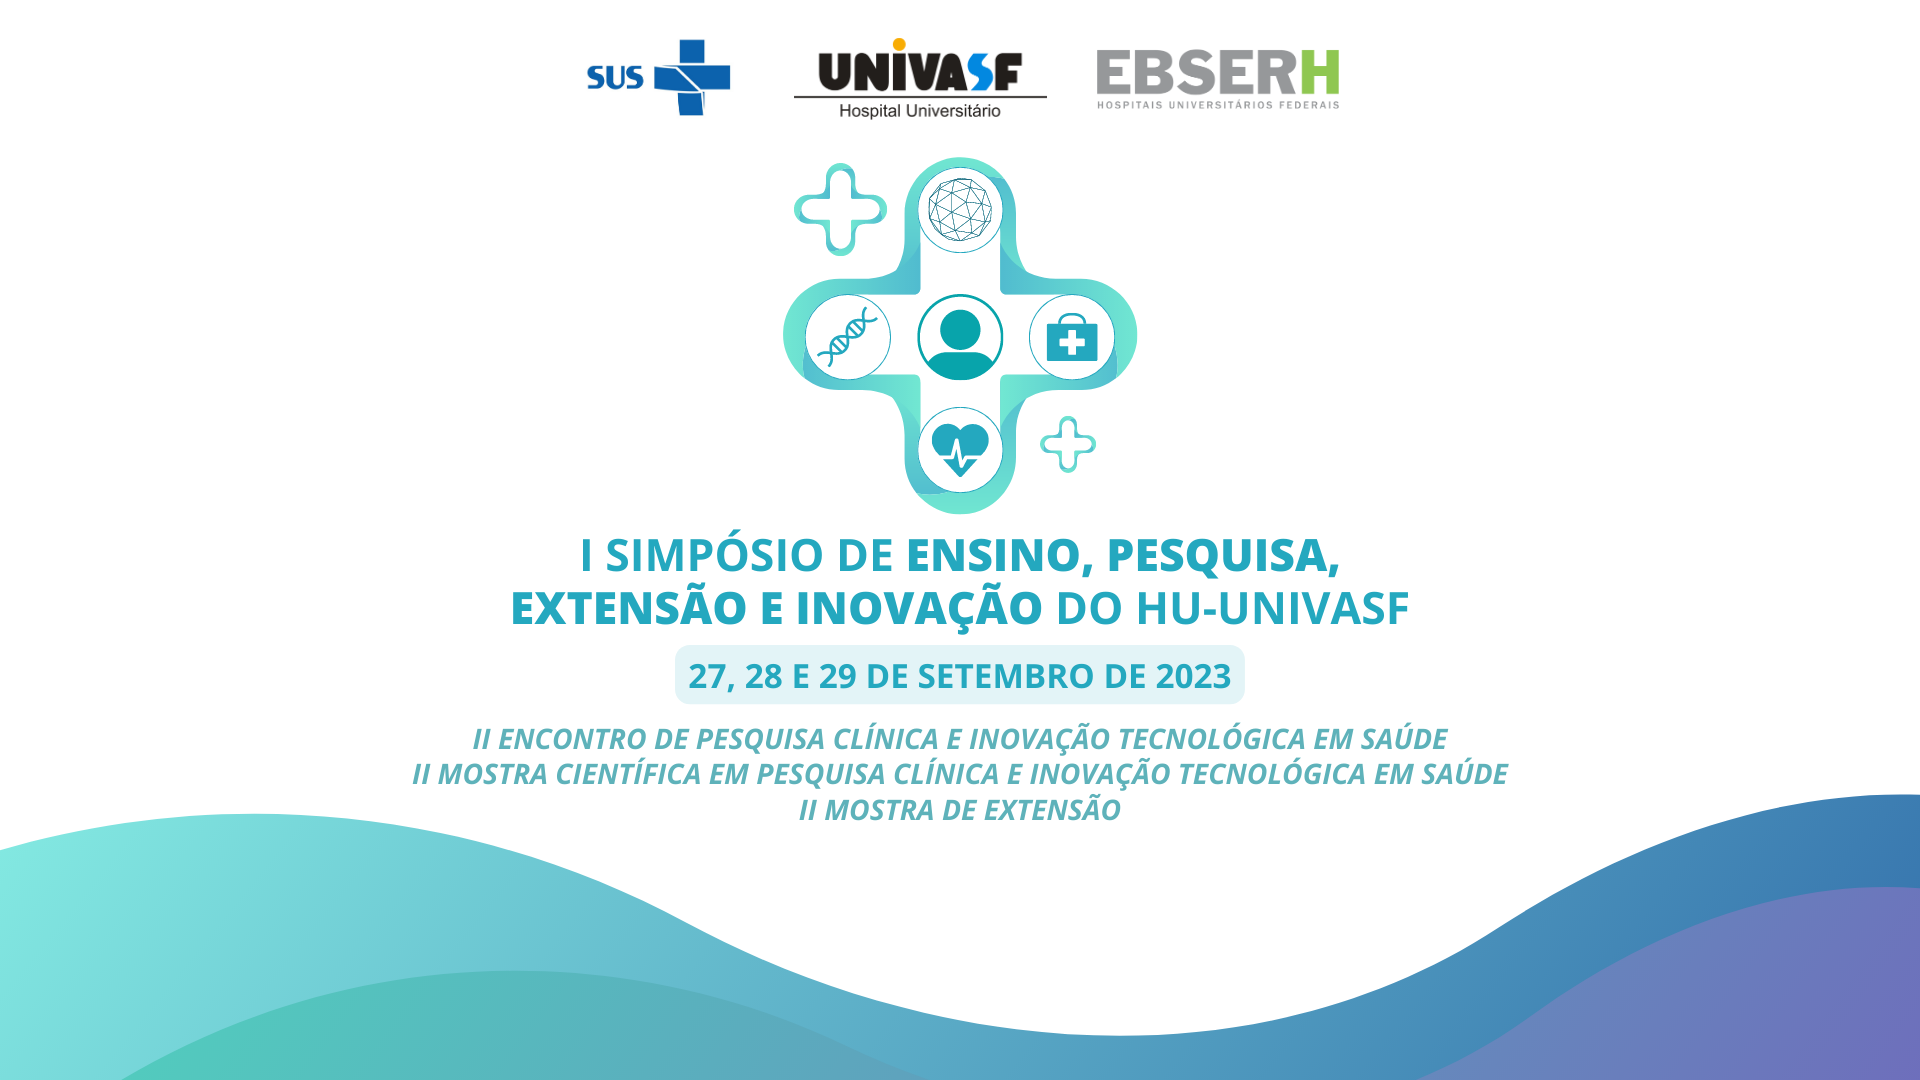 SUS
UNIVASF
Hospital Universitário
EBSERH
HOSPITAIS UNIVERSITÁRIOS FEDERAIS
I SIMPÓSIO DE ENSINO, PESQUISA,
EXTENSÃO E INOVAÇÃO DO HU-UNIVASF
27, 28 E 29 DE SETEMBRO DE 2023
II ENCONTRO DE PESQUISA CLÍNICA E INOVAÇÃO TECNOLÓGICA EM SAÚDE
II MOSTRA CIENTÍFICA EM PESQUISA CLÍNICA E INOVAÇÃO TECNOLÓGICA EM SAÚDE
II MOSTRA DE EXTENSÃO